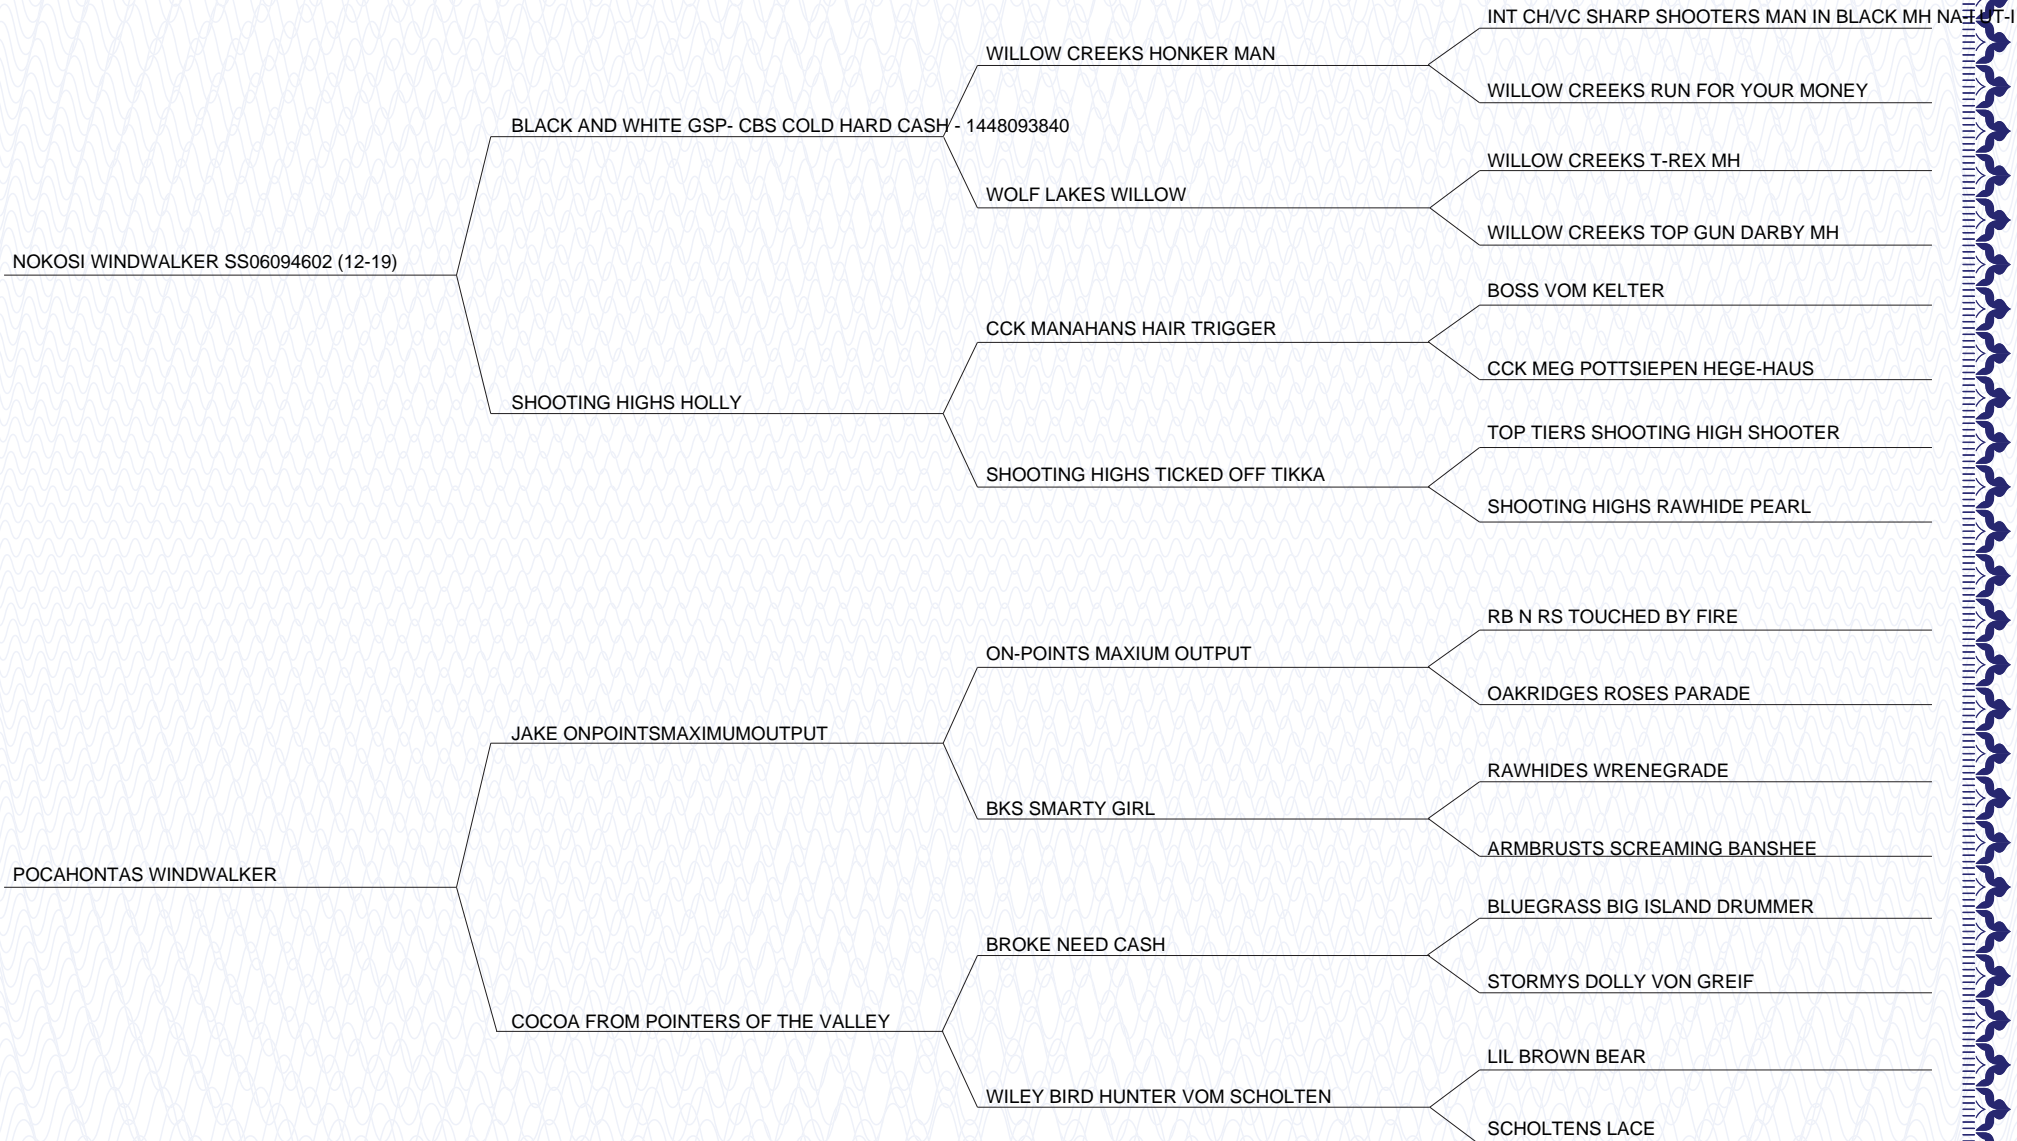 INT CH/VC SHARP SHOOTERS MAN IN BLACK MH NA-I UT-I
WILLOW CREEKS HONKER MAN
WILLOW CREEKS RUN FOR YOUR MONEY
BLACK AND WHITE GSP- CBS COLD HARD CASH - 1448093840
WILLOW CREEKS T-REX MH
WOLF LAKES WILLOW
WILLOW CREEKS TOP GUN DARBY MH
NOKOSI WINDWALKER SS06094602 (12-19)
BOSS VOM KELTER
CCK MANAHANS HAIR TRIGGER
CCK MEG POTTSIEPEN HEGE-HAUS
SHOOTING HIGHS HOLLY
TOP TIERS SHOOTING HIGH SHOOTER
SHOOTING HIGHS TICKED OFF TIKKA
SHOOTING HIGHS RAWHIDE PEARL
RB N RS TOUCHED BY FIRE
ON-POINTS MAXIUM OUTPUT
OAKRIDGES ROSES PARADE
JAKE ONPOINTSMAXIMUMOUTPUT
RAWHIDES WRENEGRADE
BKS SMARTY GIRL
ARMBRUSTS SCREAMING BANSHEE
POCAHONTAS WINDWALKER
BLUEGRASS BIG ISLAND DRUMMER
BROKE NEED CASH
STORMYS DOLLY VON GREIF
COCOA FROM POINTERS OF THE VALLEY
LIL BROWN BEAR
WILEY BIRD HUNTER VOM SCHOLTEN
SCHOLTENS LACE